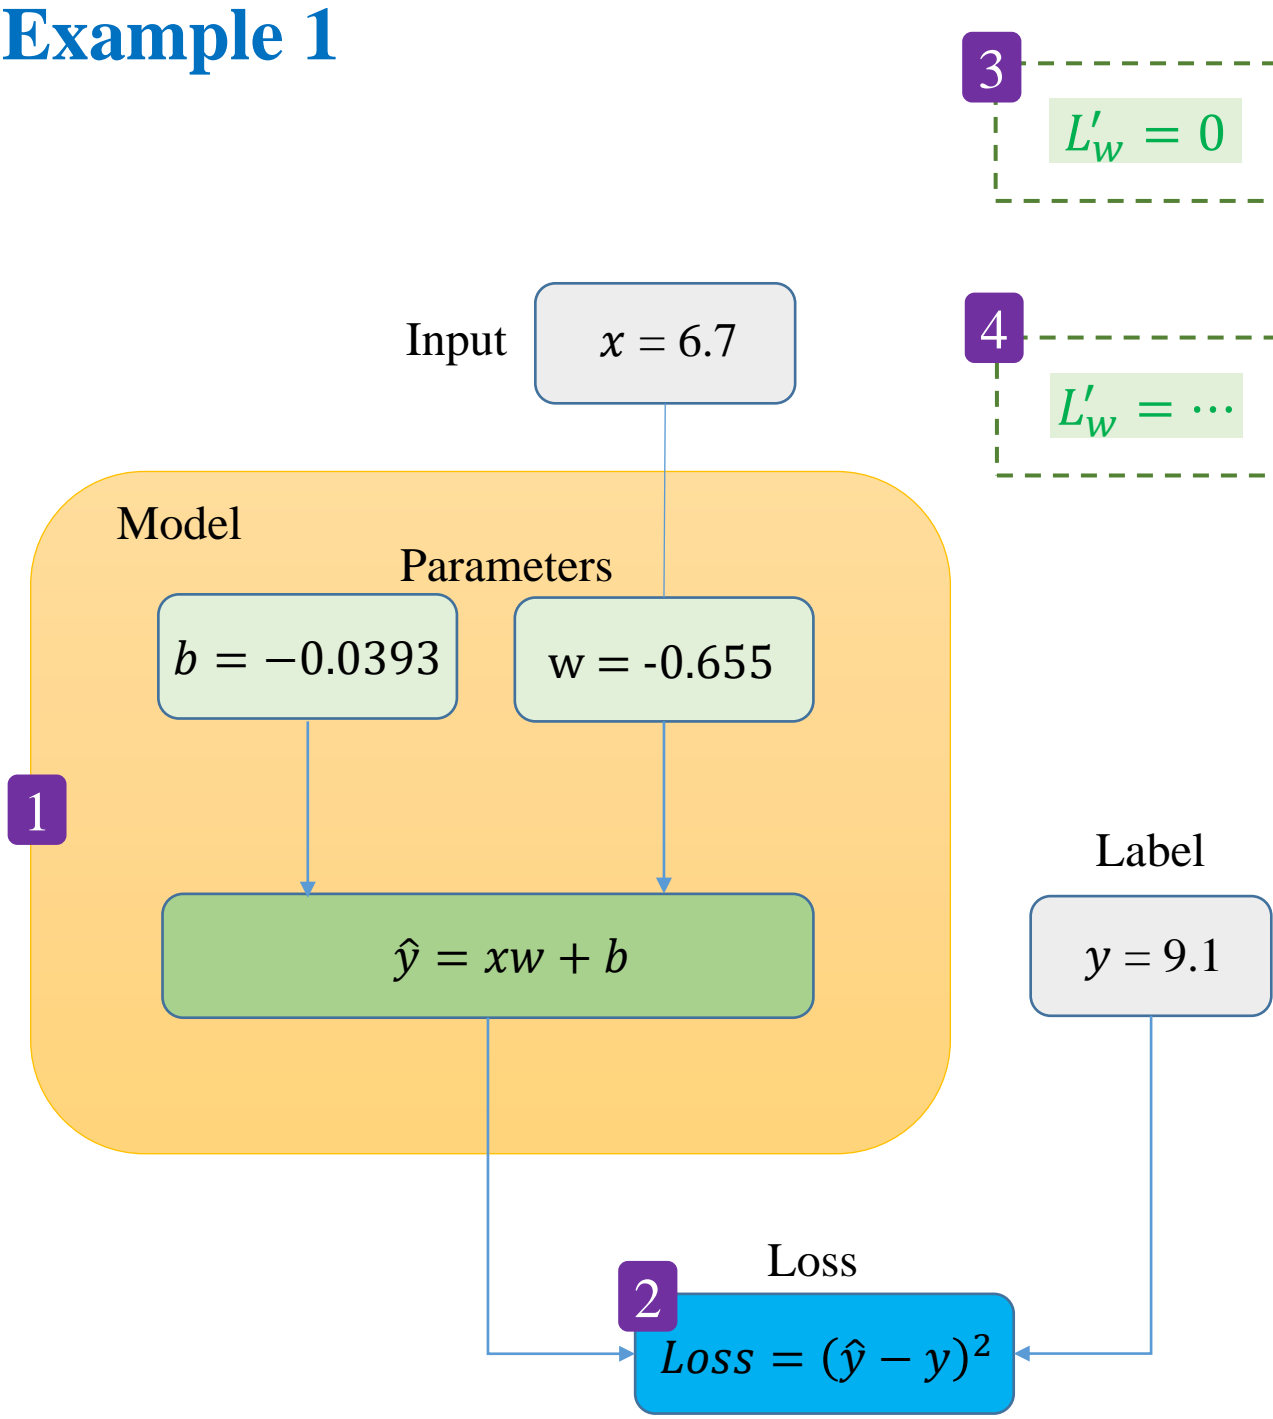 Example 1
3
L′w = 0
Input
x = 6.7
4
L′w = ⋯
Model
Parameters
b = −0.0393
w = -0.655
1
Label
ŷ = xw + b
y = 9.1
Loss
2
Loss = (ŷ − y)²